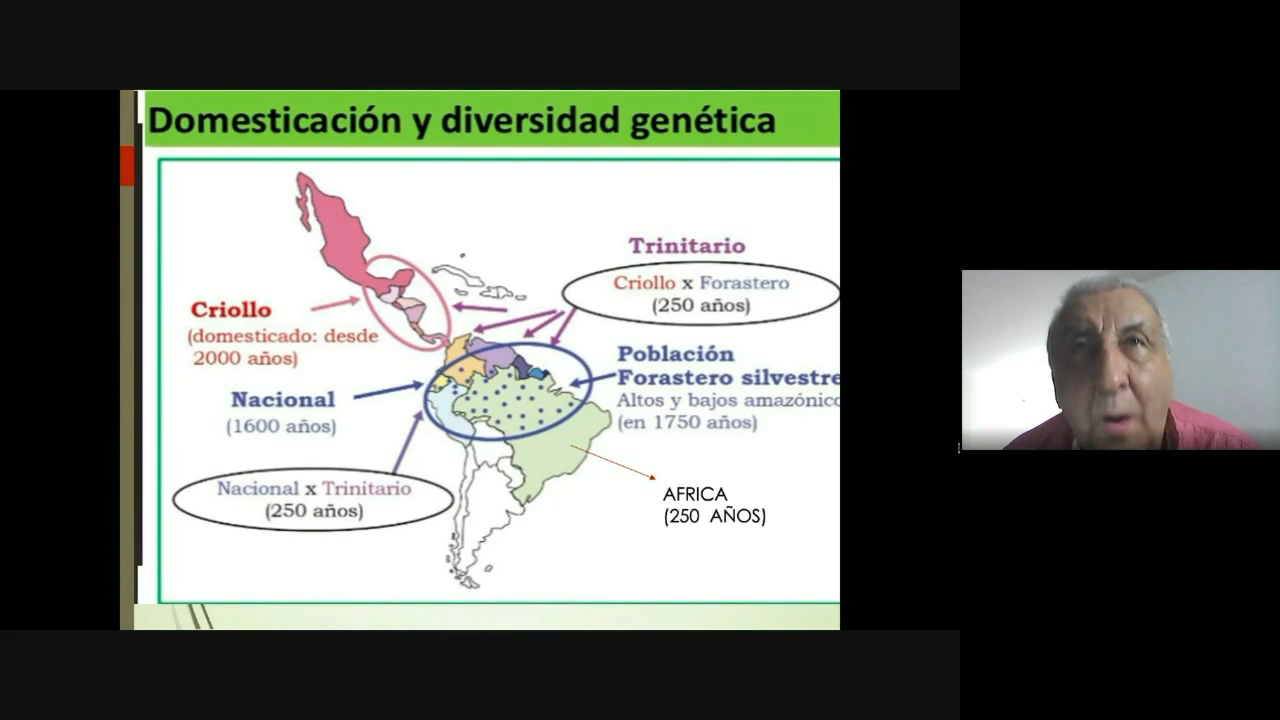 Domesticación y diversidad genética
Trinitario
Criollo x Forastero
(250 años)
Criollo
(domesticado: desde
2000 años)
Población
Forastero silvestre
Altos y bajos amazónico
(en 1750 años)
Nacional
(1600 años)
Nacional x Trinitario
(250 años)
AFRICA
(250 AÑOS)